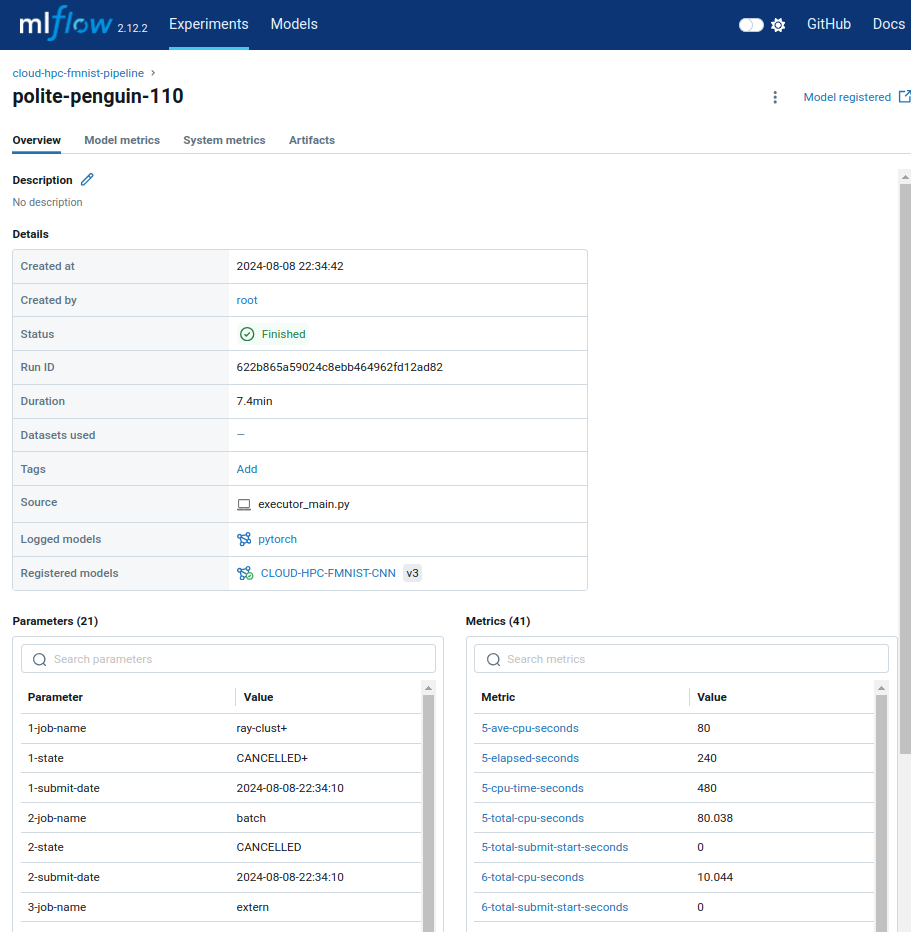 mlflow 2.12.2 Experiments Models GitHub Docs
cloud-hpc-fmnist-pipeline ›
polite-penguin-110
Model registered
Overview Model metrics System metrics Artifacts
Description
No description
Details
Created at 2024-08-08 22:34:42
Created by root
Status Finished
Run ID 622b865a59024c8ebb464962fd12ad82
Duration 7.4min
Datasets used —
Tags Add
Source executor_main.py
Logged models pytorch
Registered models CLOUD-HPC-FMNIST-CNN v3
Parameters (21)
Search parameters
Parameter Value
1-job-name ray-clust+
1-state CANCELLED+
1-submit-date 2024-08-08-22:34:10
2-job-name batch
2-state CANCELLED
2-submit-date 2024-08-08-22:34:10
3-job-name extern
Metrics (41)
Search metrics
Metric Value
5-ave-cpu-seconds 80
5-elapsed-seconds 240
5-cpu-time-seconds 480
5-total-cpu-seconds 80.038
5-total-submit-start-seconds 0
6-total-cpu-seconds 10.044
6-total-submit-start-seconds 0